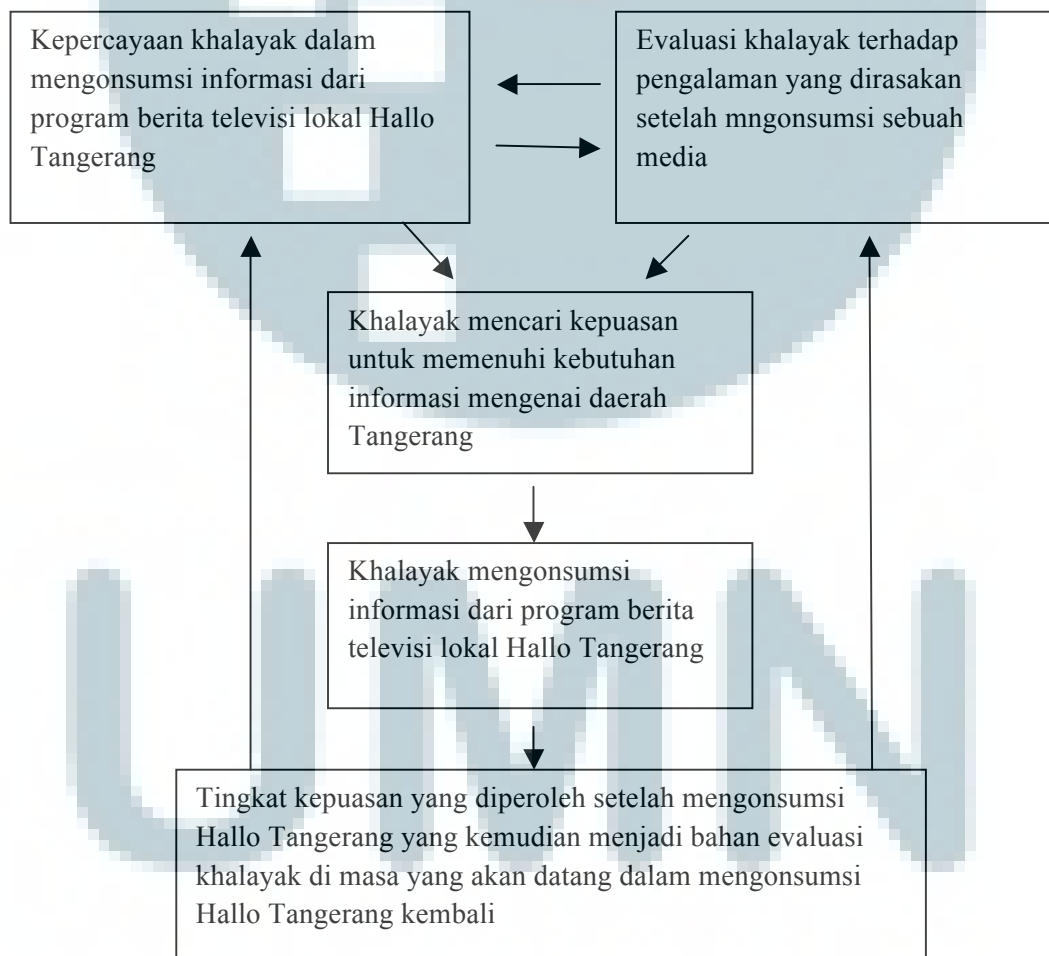 Kepercayaan khalayak dalam
mengonsumsi informasi dari
program berita televisi lokal Hallo
Tangerang
Evaluasi khalayak terhadap
pengalaman yang dirasakan
setelah mngonsumsi sebuah
media
Khalayak mencari kepuasan
untuk memenuhi kebutuhan
informasi mengenai daerah
Tangerang
Khalayak mengonsumsi
informasi dari program berita
televisi lokal Hallo Tangerang
Tingkat kepuasan yang diperoleh setelah mengonsumsi
Hallo Tangerang yang kemudian menjadi bahan evaluasi
khalayak di masa yang akan datang dalam mengonsumsi
Hallo Tangerang kembali
UMN